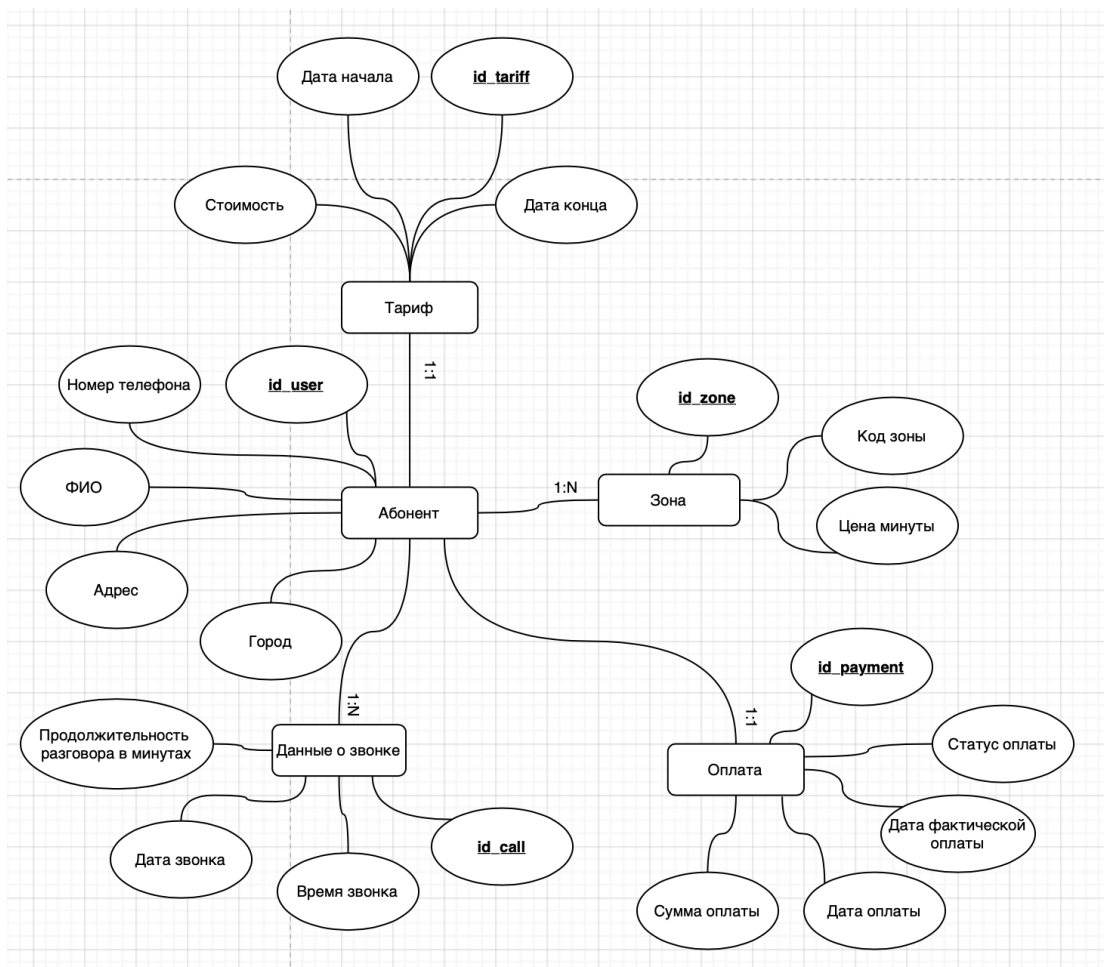 Дата начала
id_tariff
Стоимость
Дата конца
Тариф
1:1
Номер телефона
id_user
id_zone
Код зоны
ФИО
1:N
Абонент
Зона
Цена минуты
Адрес
Город
id_payment
1:N
1:1
Продолжительность
разговора в минутах
Данные о звонке
Статус оплаты
Оплата
Дата фактической
оплаты
Дата звонка
id_call
Время звонка
Сумма оплаты
Дата оплаты